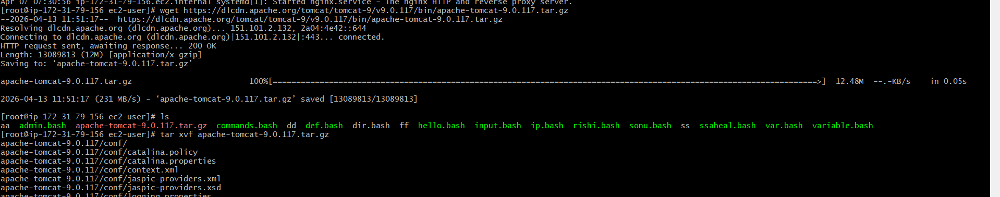 Apr 07 07:30:56 ip-172-31-79-156.ec2.internal systemd[1]: Started nginx.service - The nginx HTTP and reverse proxy server.
[root@ip-172-31-79-156 ec2-user]# wget https://dlcdn.apache.org/tomcat/tomcat-9/v9.0.117/bin/apache-tomcat-9.0.117.tar.gz
--2026-04-13 11:51:17--  https://dlcdn.apache.org/tomcat/tomcat-9/v9.0.117/bin/apache-tomcat-9.0.117.tar.gz
Resolving dlcdn.apache.org (dlcdn.apache.org)... 151.101.2.132, 2a04:4e42::644
Connecting to dlcdn.apache.org (dlcdn.apache.org)|151.101.2.132|:443... connected.
HTTP request sent, awaiting response... 200 OK
Length: 13089813 (12M) [application/x-gzip]
Saving to: ‘apache-tomcat-9.0.117.tar.gz’
apache-tomcat-9.0.117.tar.gz 100%[====================================================================================================================>] 12.48M --.-KB/s in 0.05s
2026-04-13 11:51:17 (231 MB/s) - ‘apache-tomcat-9.0.117.tar.gz’ saved [13089813/13089813]
[root@ip-172-31-79-156 ec2-user]# ls
aa  admin.bash  apache-tomcat-9.0.117.tar.gz  commands.bash  dd  def.bash  dir.bash  ff  hello.bash  input.bash  ip.bash  rishi.bash  sonu.bash  ss  ssaheal.bash  var.bash  variable.bash
[root@ip-172-31-79-156 ec2-user]# tar xvf apache-tomcat-9.0.117.tar.gz
apache-tomcat-9.0.117/conf/
apache-tomcat-9.0.117/conf/catalina.policy
apache-tomcat-9.0.117/conf/catalina.properties
apache-tomcat-9.0.117/conf/context.xml
apache-tomcat-9.0.117/conf/jaspic-providers.xml
apache-tomcat-9.0.117/conf/jaspic-providers.xsd
apache-tomcat-9.0.117/conf/logging.properties